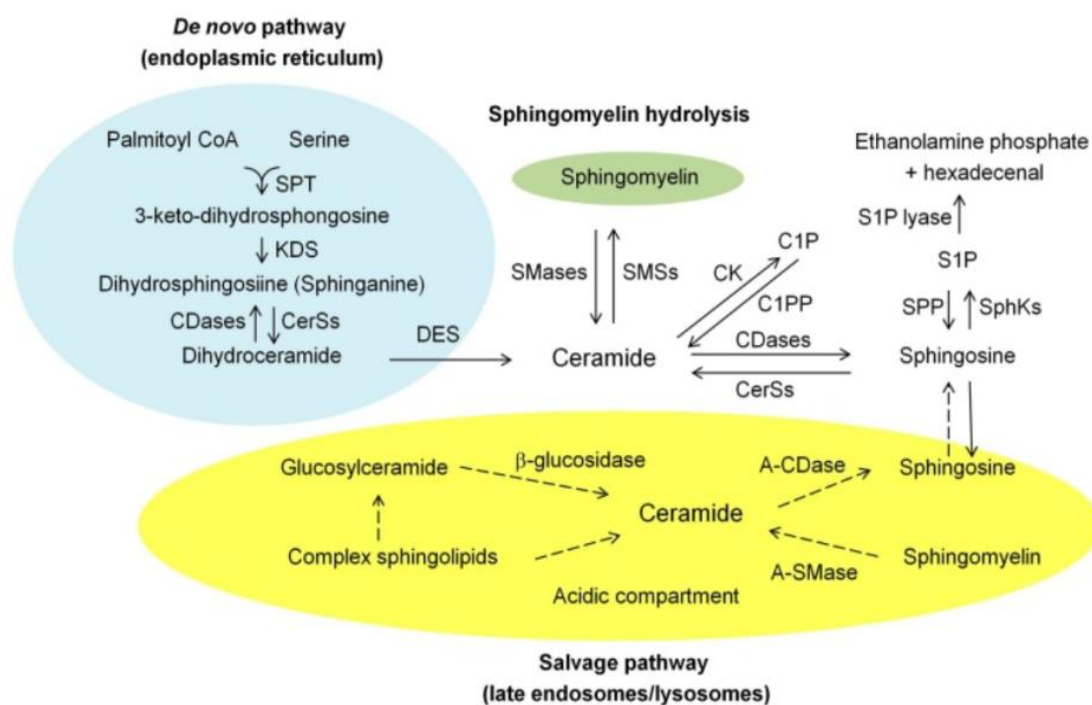 De novo pathway
(endoplasmic reticulum)
Palmitoyl CoA
Serine
SPT
3-keto-dihydrosphongosine
KDS
Dihydrosphingosiine (Sphinganine)
CDases
CerSs
Dihydroceramide
DES
Sphingomyelin hydrolysis
Sphingomyelin
SMases
SMSs
Ceramide
CK
C1P
C1PP
CDases
CerSs
Ethanolamine phosphate
+ hexadecenal
S1P lyase
S1P
SPP
SphKs
Sphingosine
Glucosylceramide
β-glucosidase
A-CDase
Sphingosine
Ceramide
Complex sphingolipids
A-SMase
Sphingomyelin
Acidic compartment
Salvage pathway
(late endosomes/lysosomes)